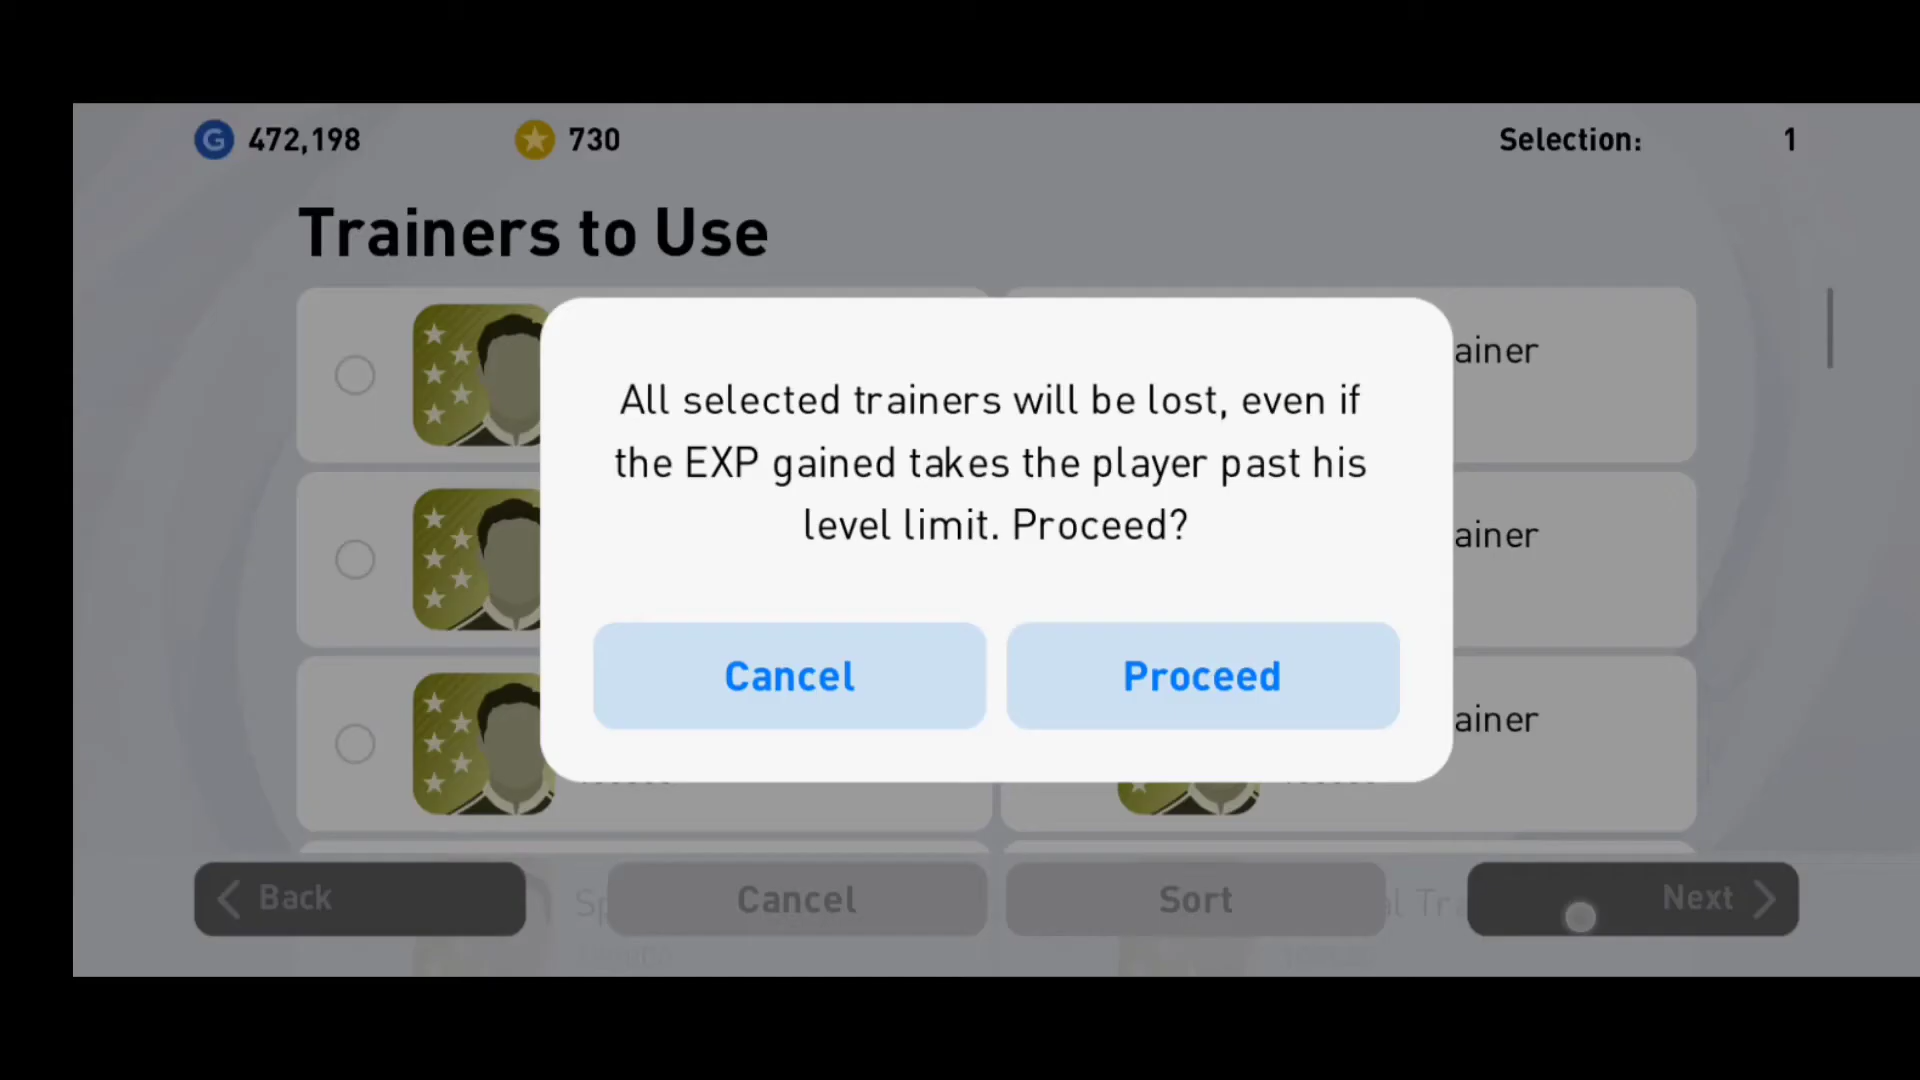 G 472,198 730 Selection: 1
Trainers to Use
ainer
ainer
ainer
All selected trainers will be lost, even if
the EXP gained takes the player past his
level limit. Proceed?
Cancel Proceed
Back Cancel Sort Next